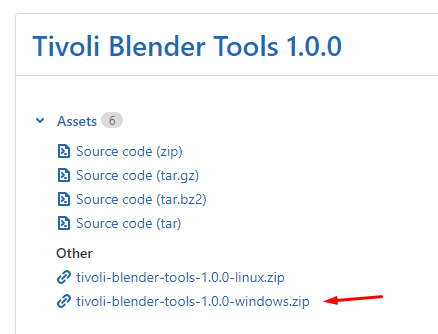 Tivoli Blender Tools 1.0.0
Assets 6
Source code (zip)
Source code (tar.gz)
Source code (tar.bz2)
Source code (tar)
Other
tivoli-blender-tools-1.0.0-linux.zip
tivoli-blender-tools-1.0.0-windows.zip